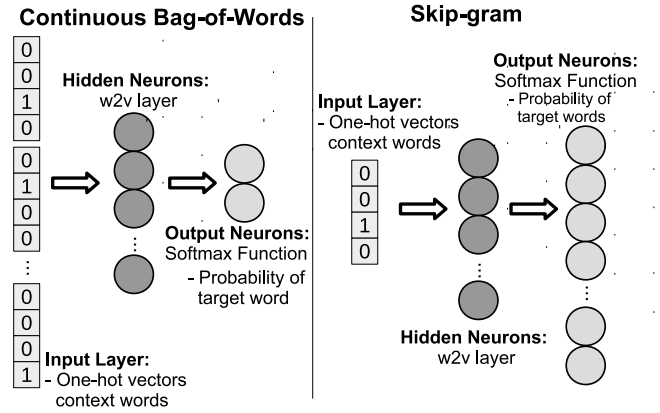 Continuous Bag-of-Words
0
0
1
0
0
1
0
0
...
0
0
0
1
Hidden Neurons:
w2v layer
...
Output Neurons:
Softmax Function
- Probability of
target word
Input Layer:
- One-hot vectors
context words
Skip-gram
Input Layer:
- One-hot vectors
context words
0
0
1
0
...
Hidden Neurons:
w2v layer
Output Neurons:
Softmax Function
- Probability of
target words
...